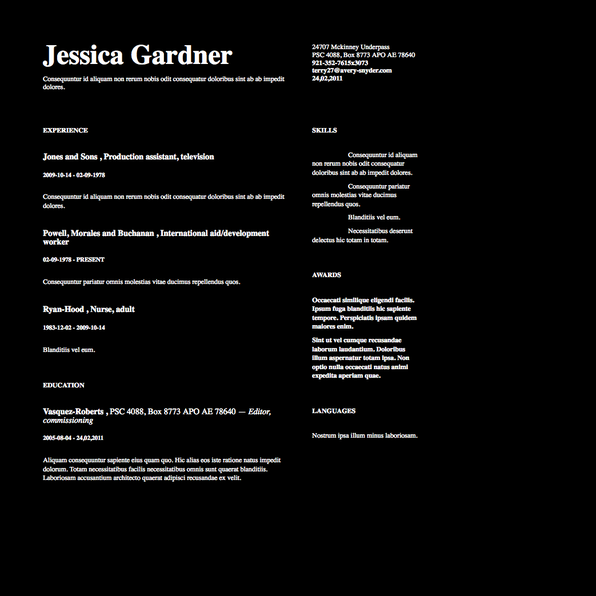 Jessica Gardner
Consequuntur id aliquam non rerum nobis odit consequatur doloribus sint ab ab impedit
dolores.
24707 Mckinney Underpass
PSC 4088, Box 8773 APO AE 78640
921-352-7615x3073
terry27@avery-snyder.com
24,02,2011
EXPERIENCE
Jones and Sons , Production assistant, television
2009-10-14 - 02-09-1978
Consequuntur id aliquam non rerum nobis odit consequatur doloribus sint ab ab impedit
dolores.
Powell, Morales and Buchanan , International aid/development
worker
02-09-1978 - PRESENT
Consequatur pariatur omnis molestias vitae ducimus repellendus quos.
Ryan-Hood , Nurse, adult
1983-12-02 - 2009-10-14
Blanditiis vel eum.
EDUCATION
Vasquez-Roberts , PSC 4088, Box 8773 APO AE 78640 — Editor,
commissioning
2005-08-04 - 24,02,2011
Aliquam consequuntur sapiente eius quam quo. Hic alias eos iste ratione natus impedit
dolorum. Totam necessitatibus facilis necessitatibus omnis sunt quaerat blanditiis.
Laboriosam accusantium architecto quaerat adipisci recusandae ex velit.
SKILLS
Consequuntur id aliquam
non rerum nobis odit consequatur
doloribus sint ab ab impedit dolores.
Consequatur pariatur
omnis molestias vitae ducimus
repellendus quos.
Blanditiis vel eum.
Necessitatibus deserunt
delectus hic totam in totam.
AWARDS
Occaecati similique eligendi facilis.
Ipsum fuga blanditiis hic sapiente
tempore. Perspiciatis ipsam quidem
maiores enim.
Sint ut vel cumque recusandae
laborum laudantium. Doloribus
illum aspernatur totam ipsa. Non
optio nulla occaecati natus animi
expedita aperiam quae.
LANGUAGES
Nostrum ipsa illum minus laboriosam.